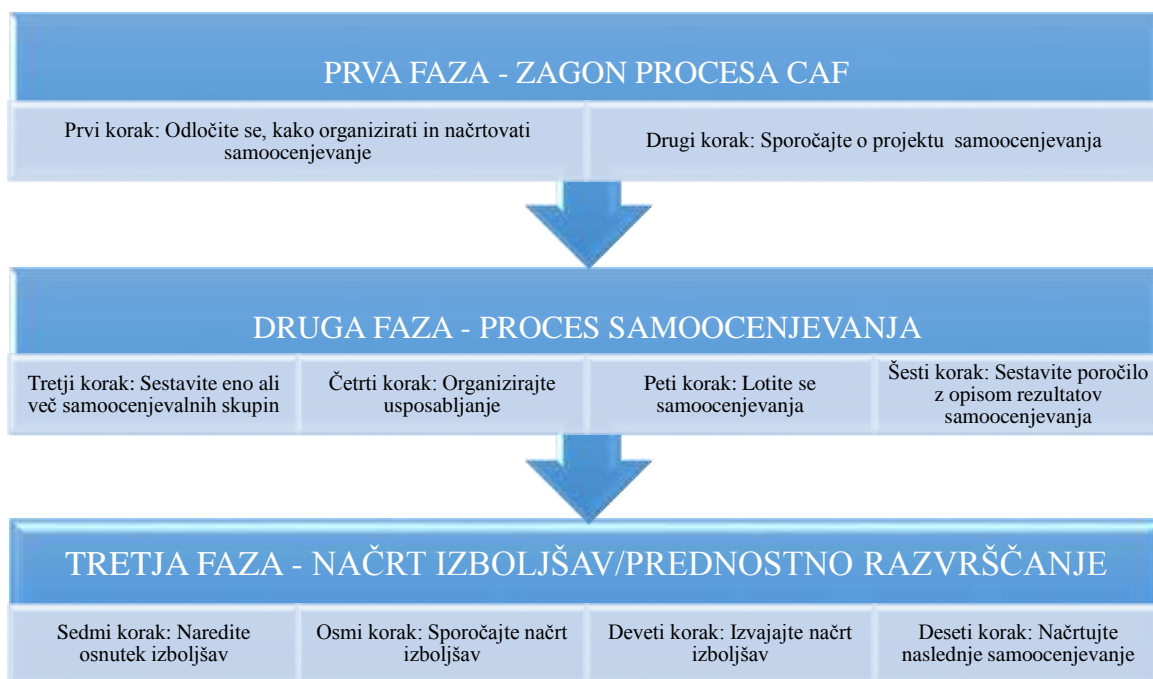 PRVA FAZA - ZAGON PROCESA CAF
Prvi korak: Odločite se, kako organizirati in načrtovati
samoocenjevanje
Drugi korak: Sporočajte o projektu samoocenjevanja
DRUGA FAZA - PROCES SAMOOCENJEVANJA
Tretji korak: Sestavite eno ali
več samoocenjevalnih skupin
Četrti korak: Organizirajte
usposabljanje
Peti korak: Lotite se
samoocenjevanja
Šesti korak: Sestavite poročilo
z opisom rezultatov
samoocenjevanja
TRETJA FAZA - NAČRT IZBOLJŠAV/PREDNOSTNO RAZVRŠČANJE
Sedmi korak: Naredite
osnutek izboljšav
Osmi korak: Sporočajte načrt
izboljšav
Deveti korak: Izvajajte načrt
izboljšav
Deseti korak: Načrtujte
naslednje samoocenjevanje